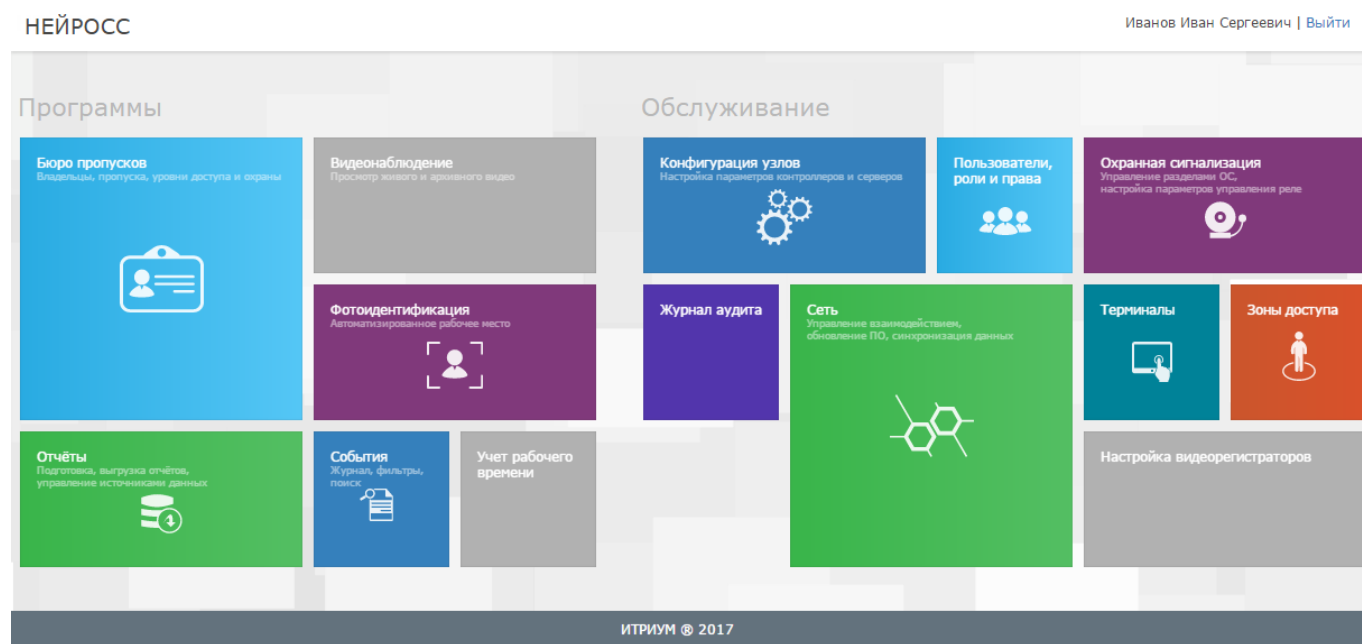 НЕЙРОСС
Иванов Иван Сергеевич | Выйти
Программы
Бюро пропусков
Владельцы, пропуска, уровни доступа и охраны
Видеонаблюдение
Просмотр живого и архивного видео
Фотоидентификация
Автоматизированное рабочее место
Отчёты
Подготовка, выгрузка отчётов,
управление источниками данных
События
Журнал, фильтры,
поиск
Учет рабочего
времени
Обслуживание
Конфигурация узлов
Настройка параметров контроллеров и серверов
Пользователи,
роли и права
Охранная сигнализация
Управление разделами ОС,
настройка параметров управления реле
Журнал аудита
Сеть
Управление взаимодействием,
обновление ПО, синхронизация данных
Терминалы
Зоны доступа
Настройка видеорегистраторов
ИТРИУМ ® 2017